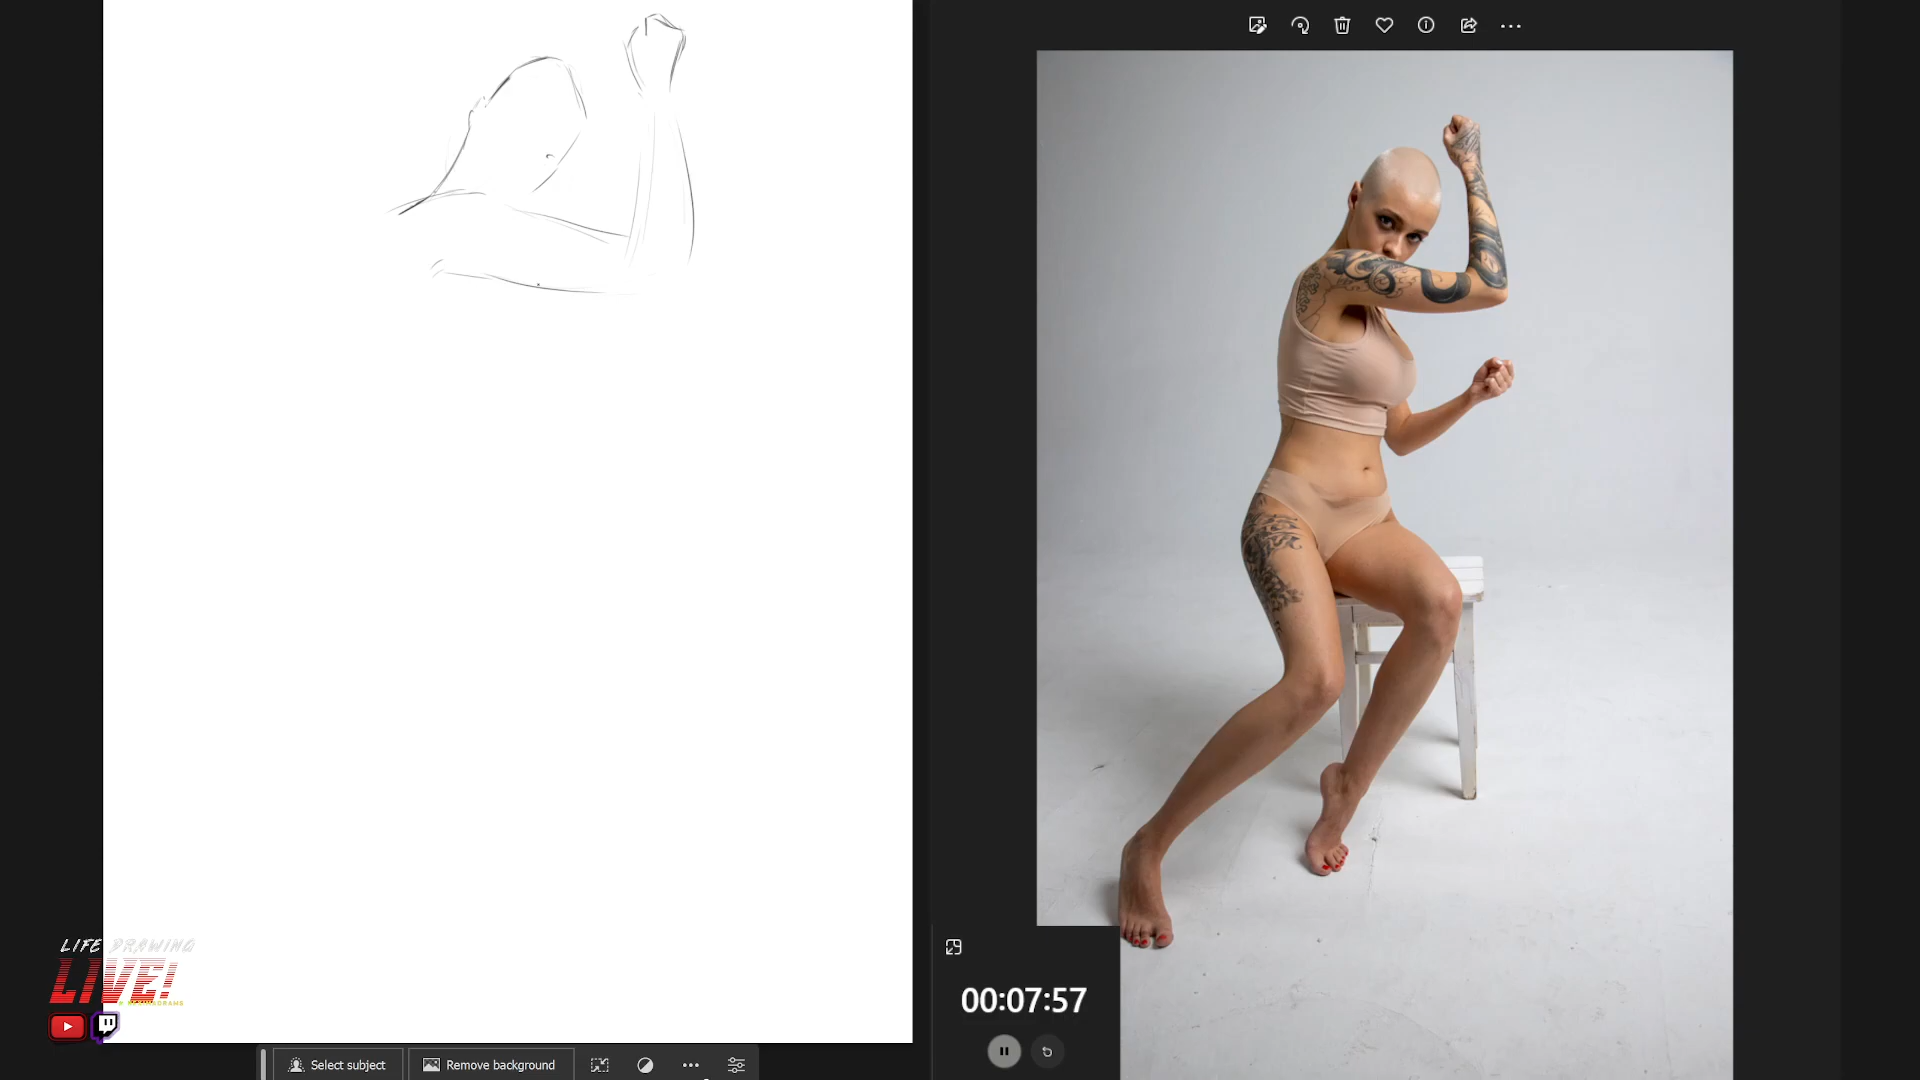 LIFE DRAWING
LIVE!
00:07:57
Select subject
Remove background